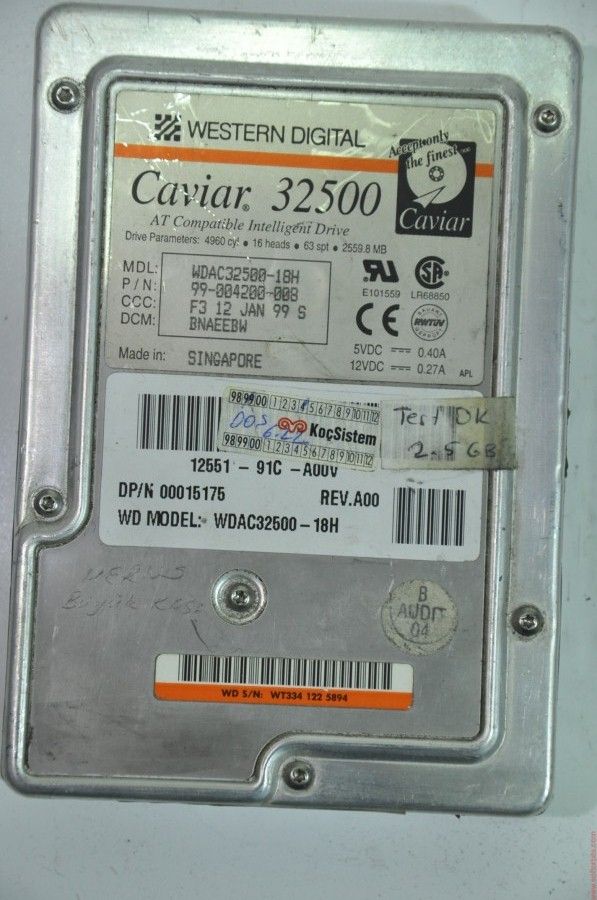 WESTERN DIGITAL
Accept only
the finest...
Caviar® 32500
Caviar
AT Compatible Intelligent Drive
Drive Parameters: 4960 cyl • 16 heads • 63 spt • 2559.8 MB
MDL: WDAC32500-18H
P/N: 99-004200-008
CCC: F3 12 JAN 99 S
DCM: BNAEEBW
E101559 LR68850
CE
RWTÜV
5VDC 0.40A
12VDC 0.27A
Made in: SINGAPORE
APL
98 99 00 1 2 3 4 5 6 7 8 9 10 11 12
KoçSistem
98 99 00 1 2 3 4 5 6 7 8 9 10 11 12
Test OK
2.5 GB
12551 - 91C - A00V
DP/N 00015175 REV.A00
WD MODEL: WDAC32500-18H
Büyük
B
AUDIT
04
WD S/N: WT334 122 5894